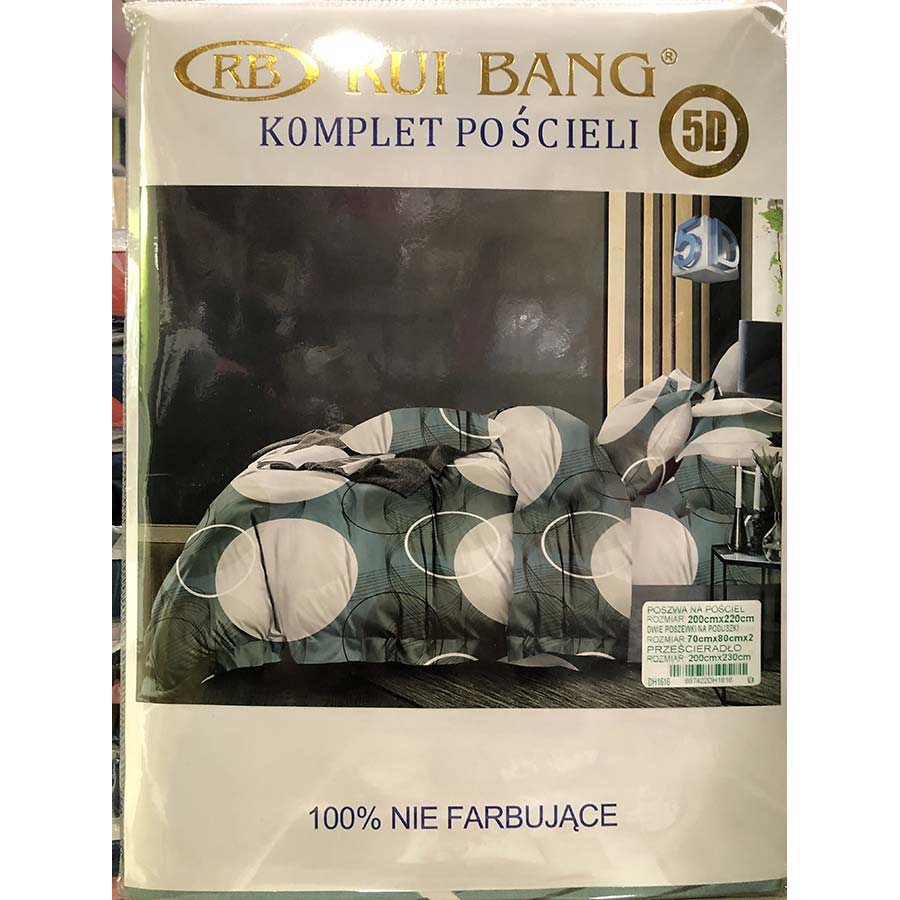 RB RUI BANG®
KOMPLET POŚCIELI 5D
5D
POSZWA NA POŚCIEL
ROZMIAR 200cmx220cm
DWIE POSZEWKI NA PODUSZKI
ROZMIAR 70cmx80cmx2
PRZEŚCIERADŁO
ROZMIAR 200cmx230cm
DH1616 697422DH1616
100% NIE FARBUJĄCE